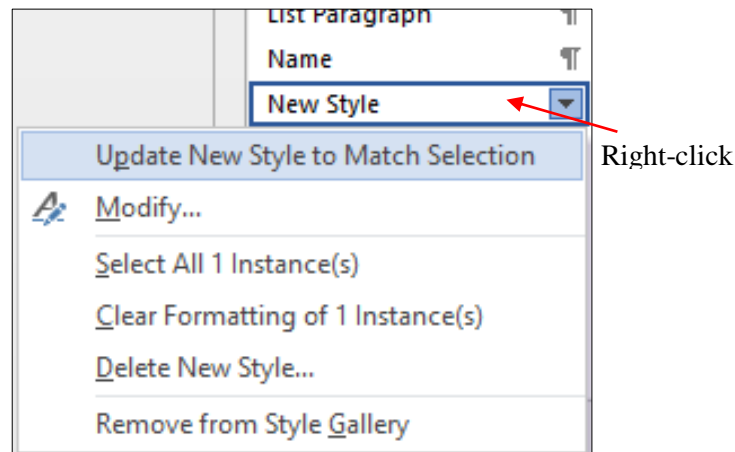 List Paragraph ¶
Name ¶
New Style
Update New Style to Match Selection
Right-click
Modify...
Select All 1 Instance(s)
Clear Formatting of 1 Instance(s)
Delete New Style...
Remove from Style Gallery